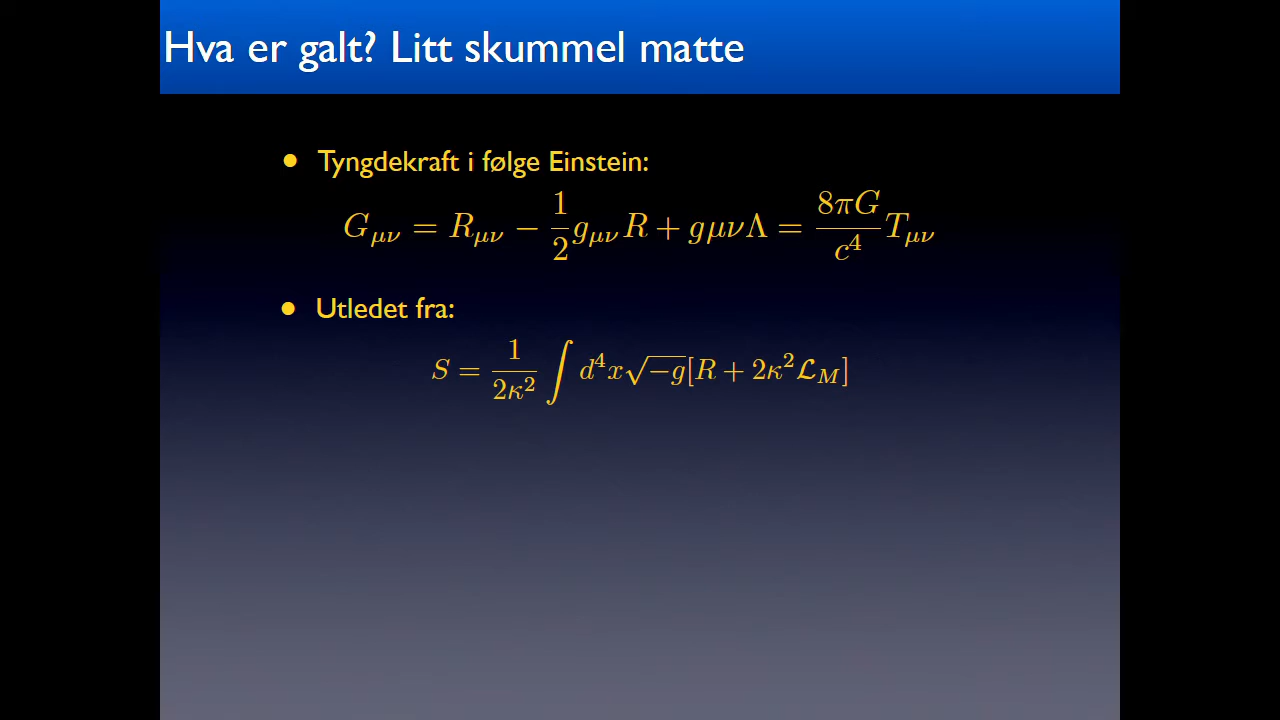 Hva er galt? Litt skummel matte
• Tyngdekraft i følge Einstein:
$G_{\mu\nu} = R_{\mu\nu} - \frac{1}{2} g_{\mu\nu} R + g\mu\nu\Lambda = \frac{8\pi G}{c^4} T_{\mu\nu}$
• Utledet fra:
$S = \frac{1}{2\kappa^2} \int d^4x \sqrt{-g} [R + 2\kappa^2 \mathcal{L}_M]$